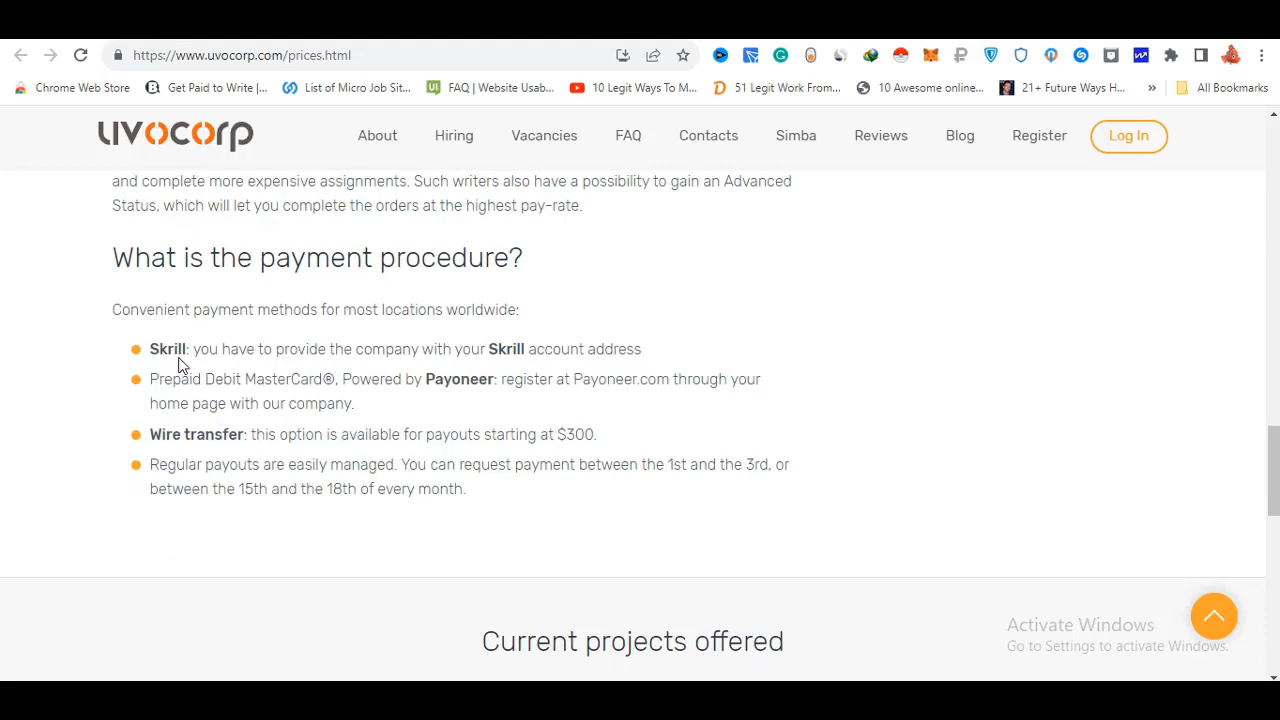 https://www.uvocorp.com/prices.html
Chrome Web Store
Get Paid to Write |...
List of Micro Job Sit...
FAQ | Website Usab...
10 Legit Ways To M...
51 Legit Work From...
10 Awesome online...
21+ Future Ways H...
»
All Bookmarks
uvocorp
About
Hiring
Vacancies
FAQ
Contacts
Simba
Reviews
Blog
Register
Log In
and complete more expensive assignments. Such writers also have a possibility to gain an Advanced
Status, which will let you complete the orders at the highest pay-rate.
What is the payment procedure?
Convenient payment methods for most locations worldwide:
Skrill: you have to provide the company with your Skrill account address
Prepaid Debit MasterCard®, Powered by Payoneer: register at Payoneer.com through your
home page with our company.
Wire transfer: this option is available for payouts starting at $300.
Regular payouts are easily managed. You can request payment between the 1st and the 3rd, or
between the 15th and the 18th of every month.
Current projects offered
Activate Windows
Go to Settings to activate Windows.